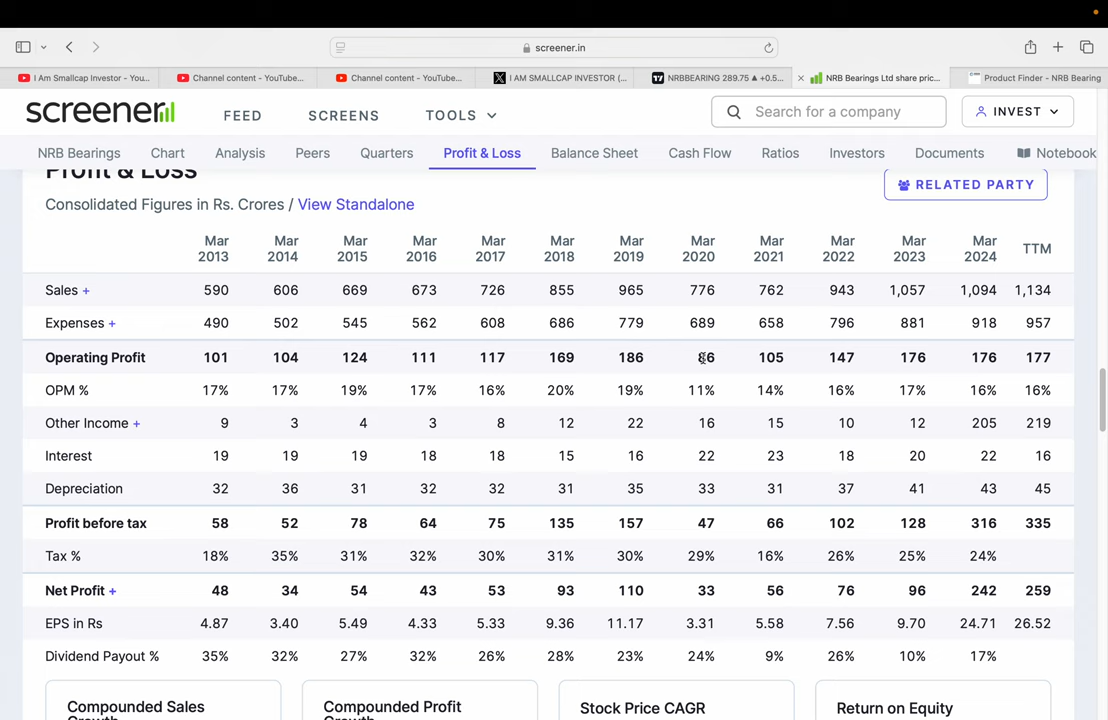 screener.in
I Am Smallcap Investor - You...
Channel content - YouTube...
Channel content - YouTube...
I AM SMALLCAP INVESTOR (...
NRBBEARING 289.75 ▲ +0.5...
NRB Bearings Ltd share pric...
Product Finder - NRB Bearing
screener
FEED
SCREENS
TOOLS
Search for a company
INVEST
NRB Bearings Chart Analysis Peers Quarters Profit & Loss Balance Sheet Cash Flow Ratios Investors Documents Notebook
Profit & Loss
RELATED PARTY
Consolidated Figures in Rs. Crores / View Standalone
Mar 2013 Mar 2014 Mar 2015 Mar 2016 Mar 2017 Mar 2018 Mar 2019 Mar 2020 Mar 2021 Mar 2022 Mar 2023 Mar 2024 TTM
Sales + 590 606 669 673 726 855 965 776 762 943 1,057 1,094 1,134
Expenses + 490 502 545 562 608 686 779 689 658 796 881 918 957
Operating Profit 101 104 124 111 117 169 186 86 105 147 176 176 177
OPM % 17% 17% 19% 17% 16% 20% 19% 11% 14% 16% 17% 16% 16%
Other Income + 9 3 4 3 8 12 22 16 15 10 12 205 219
Interest 19 19 19 18 18 15 16 22 23 18 20 22 16
Depreciation 32 36 31 32 32 31 35 33 31 37 41 43 45
Profit before tax 58 52 78 64 75 135 157 47 66 102 128 316 335
Tax % 18% 35% 31% 32% 30% 31% 30% 29% 16% 26% 25% 24%
Net Profit + 48 34 54 43 53 93 110 33 56 76 96 242 259
EPS in Rs 4.87 3.40 5.49 4.33 5.33 9.36 11.17 3.31 5.58 7.56 9.70 24.71 26.52
Dividend Payout % 35% 32% 27% 32% 26% 28% 23% 24% 9% 26% 10% 17%
Compounded Sales Growth
Compounded Profit Growth
Stock Price CAGR
Return on Equity